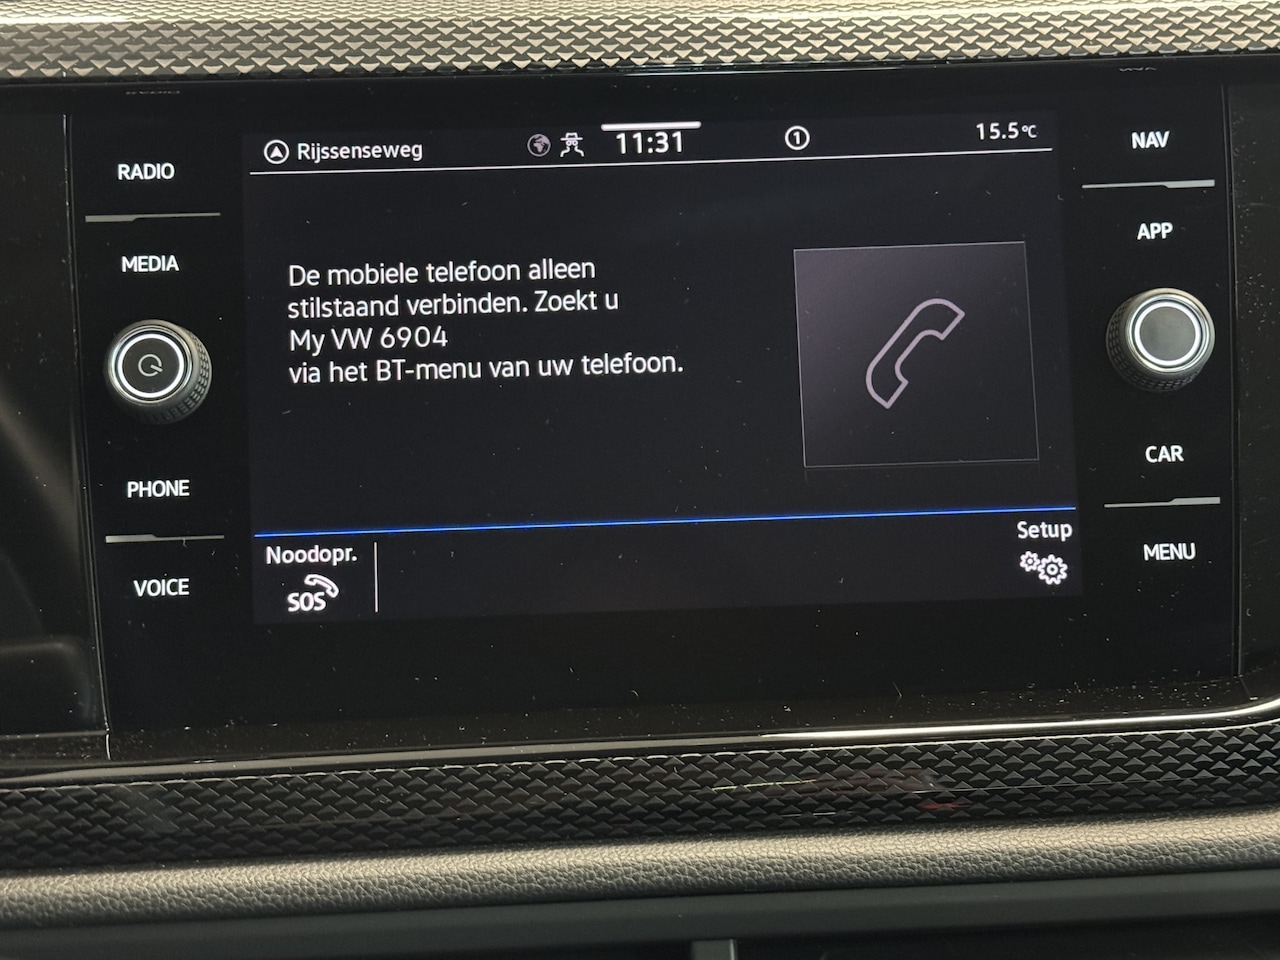 Rijssenseweg 11:31 1 15.5°C
RADIO
MEDIA
PHONE
VOICE
De mobiele telefoon alleen
stilstaand verbinden. Zoekt u
My VW 6904
via het BT-menu van uw telefoon.
Noodopr.
SOS
Setup
NAV
APP
CAR
MENU